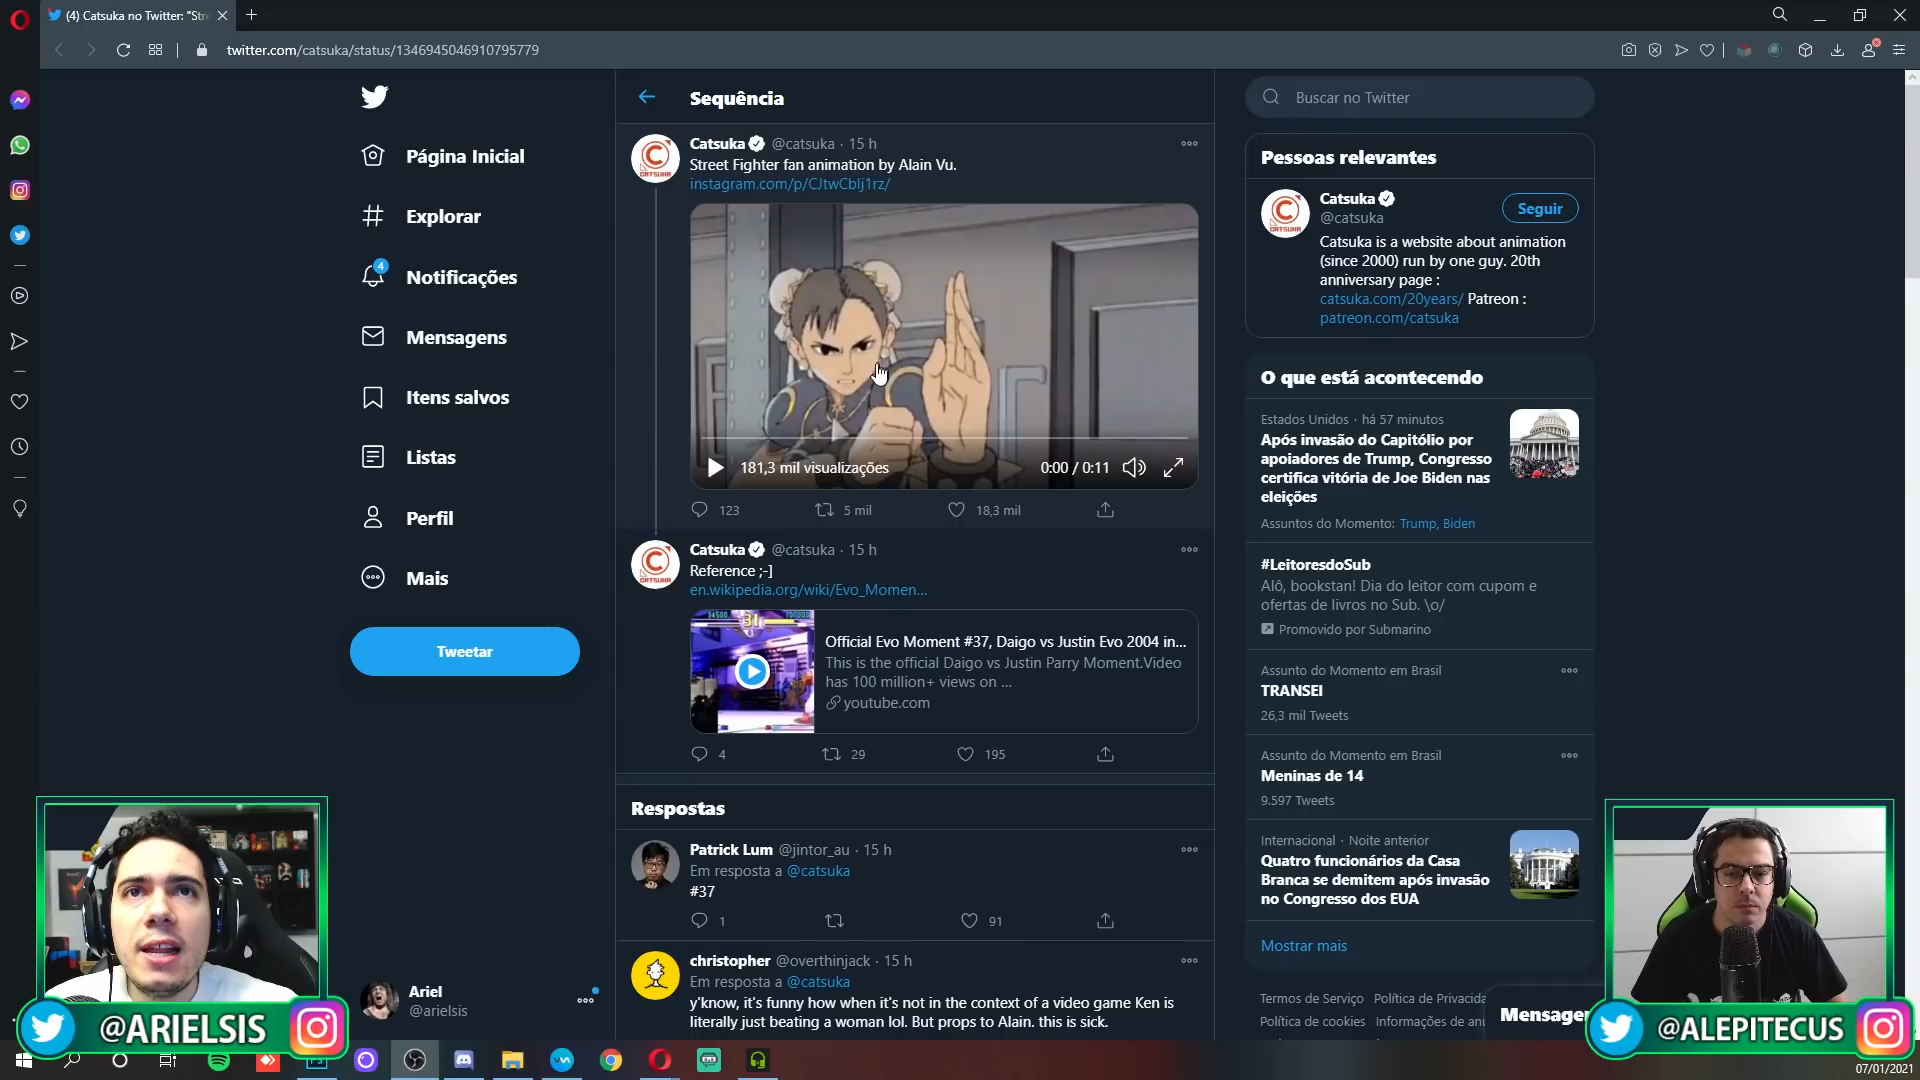 (4) Catsuka no Twitter: "Stre
twitter.com/catsuka/status/1346945046910795779
Página Inicial
Explorar
4
Notificações
Mensagens
Itens salvos
Listas
Perfil
Mais
Tweetar
Ariel
@arielsis
Sequência
Catsuka @catsuka · 15 h
Street Fighter fan animation by Alain Vu.
instagram.com/p/CJtwCbIj1rz/
181,3 mil visualizações
0:00 / 0:11
123
5 mil
18,3 mil
Catsuka @catsuka · 15 h
Reference ;-]
en.wikipedia.org/wiki/Evo_Momen...
31
Official Evo Moment #37, Daigo vs Justin Evo 2004 in...
This is the official Daigo vs Justin Parry Moment.Video
has 100 million+ views on ...
youtube.com
4
29
195
Respostas
Patrick Lum @jintor_au · 15 h
Em resposta a @catsuka
#37
1
91
christopher @overthinjack · 15 h
Em resposta a @catsuka
y'know, it's funny how when it's not in the context of a video game Ken is
literally just beating a woman lol. But props to Alain. this is sick.
Buscar no Twitter
Pessoas relevantes
Catsuka
@catsuka
Seguir
Catsuka is a website about animation
(since 2000) run by one guy. 20th
anniversary page :
catsuka.com/20years/ Patreon :
patreon.com/catsuka
O que está acontecendo
Estados Unidos · há 57 minutos
Após invasão do Capitólio por
apoiadores de Trump, Congresso
certifica vitória de Joe Biden nas
eleições
Assuntos do Momento: Trump, Biden
#LeitoresdoSub
Alô, bookstan! Dia do leitor com cupom e
ofertas de livros no Sub. \o/
Promovido por Submarino
Assunto do Momento em Brasil
TRANSEI
26,3 mil Tweets
Assunto do Momento em Brasil
Meninas de 14
9.597 Tweets
Internacional · Noite anterior
Quatro funcionários da Casa
Branca se demitem após invasão
no Congresso dos EUA
Mostrar mais
Termos de Serviço Política de Privacida
Política de cookies Informações de anú
Mensagen
@ARIELSIS
@ALEPITECUS
07/01/2021